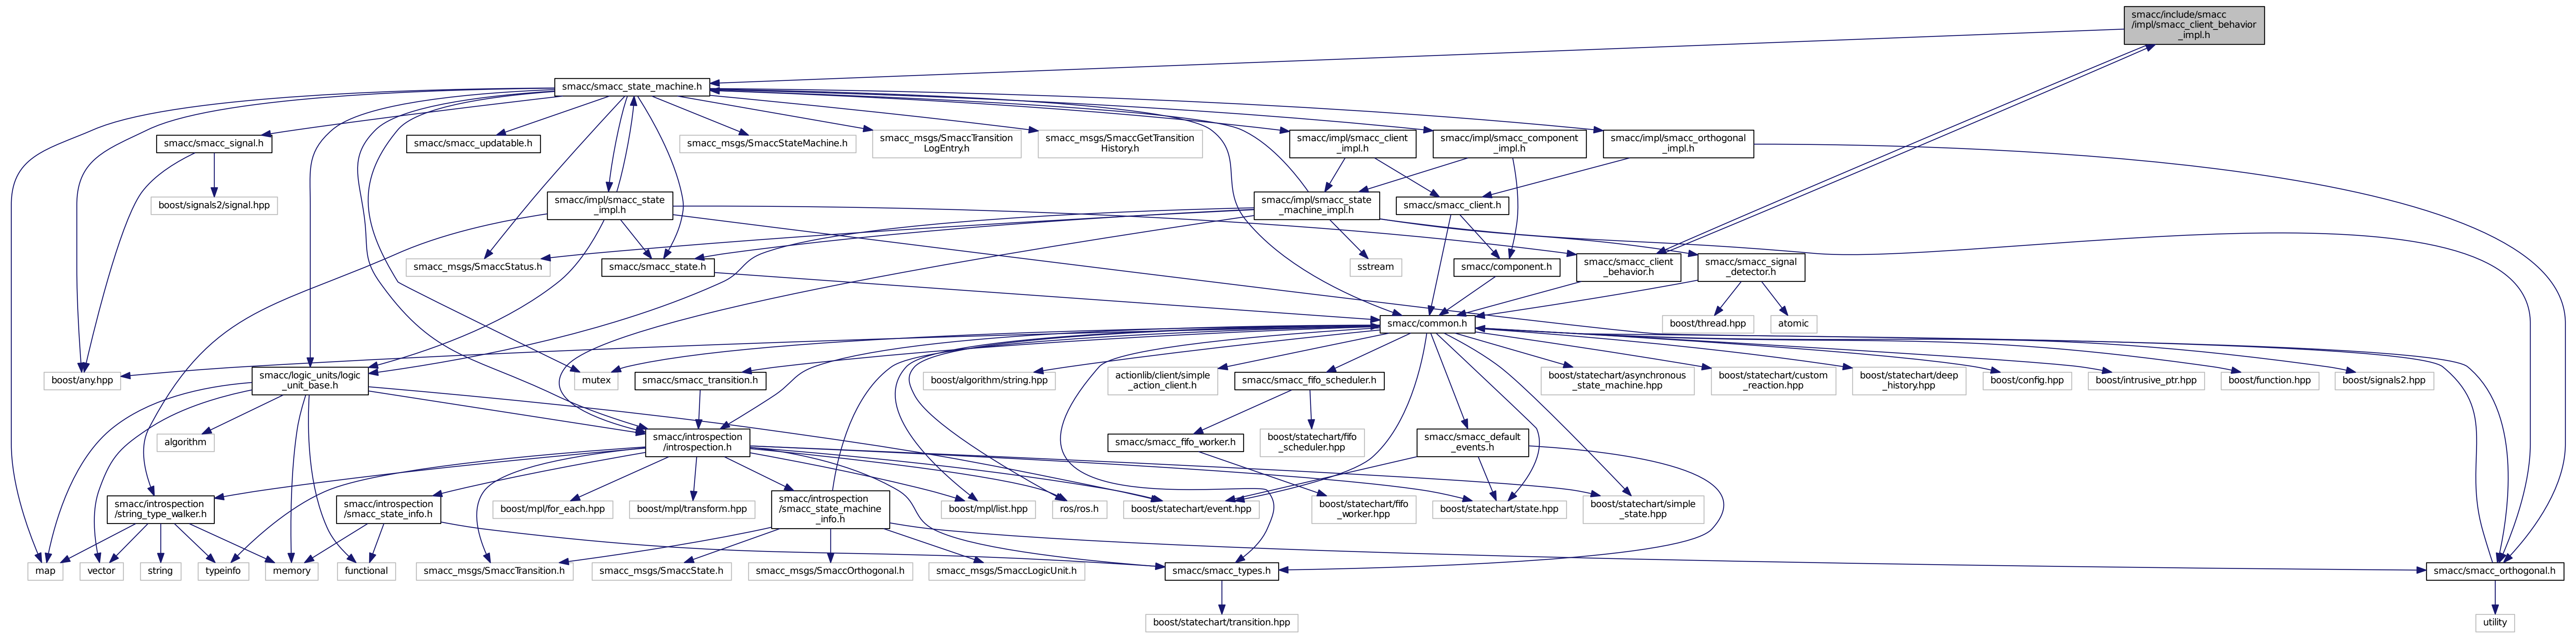 smacc/include/smacc
/impl/smacc_client_behavior
_impl.h
smacc/smacc_state_machine.h
smacc/smacc_signal.h
smacc/smacc_updatable.h
smacc_msgs/SmaccStateMachine.h
smacc_msgs/SmaccTransition
LogEntry.h
smacc_msgs/SmaccGetTransition
History.h
smacc/impl/smacc_client
_impl.h
smacc/impl/smacc_component
_impl.h
smacc/impl/smacc_orthogonal
_impl.h
boost/signals2/signal.hpp
smacc/impl/smacc_state
_impl.h
smacc/impl/smacc_state
_machine_impl.h
smacc/smacc_client.h
smacc_msgs/SmaccStatus.h
smacc/smacc_state.h
sstream
smacc/component.h
smacc/smacc_client
_behavior.h
smacc/smacc_signal
_detector.h
smacc/common.h
boost/thread.hpp
atomic
boost/any.hpp
smacc/logic_units/logic
_unit_base.h
mutex
smacc/smacc_transition.h
boost/algorithm/string.hpp
actionlib/client/simple
_action_client.h
smacc/smacc_fifo_scheduler.h
boost/statechart/asynchronous
_state_machine.hpp
boost/statechart/custom
_reaction.hpp
boost/statechart/deep
_history.hpp
boost/config.hpp
boost/intrusive_ptr.hpp
boost/function.hpp
boost/signals2.hpp
algorithm
smacc/introspection
/introspection.h
smacc/smacc_fifo_worker.h
boost/statechart/fifo
_scheduler.hpp
smacc/smacc_default
_events.h
smacc/introspection
/string_type_walker.h
smacc/introspection
/smacc_state_info.h
boost/mpl/for_each.hpp
boost/mpl/transform.hpp
smacc/introspection
/smacc_state_machine
_info.h
boost/mpl/list.hpp
ros/ros.h
boost/statechart/event.hpp
boost/statechart/fifo
_worker.hpp
boost/statechart/state.hpp
boost/statechart/simple
_state.hpp
map
vector
string
typeinfo
memory
functional
smacc_msgs/SmaccTransition.h
smacc_msgs/SmaccState.h
smacc_msgs/SmaccOrthogonal.h
smacc_msgs/SmaccLogicUnit.h
smacc/smacc_types.h
smacc/smacc_orthogonal.h
boost/statechart/transition.hpp
utility